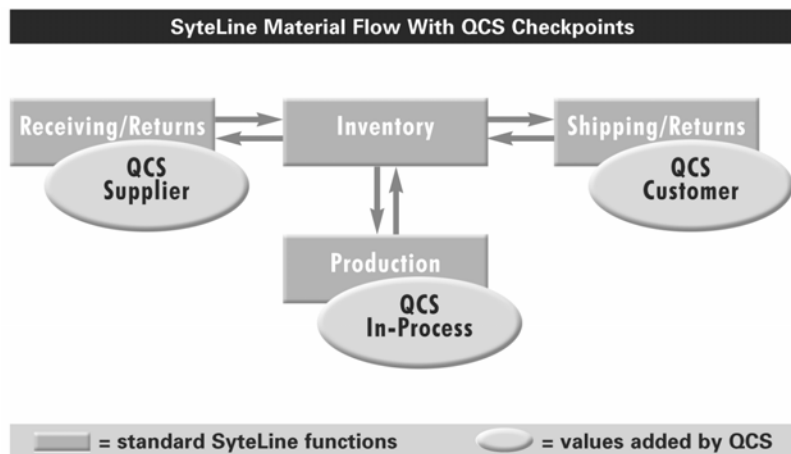 SyteLine Material Flow With QCS Checkpoints
Receiving/Returns
Inventory
Shipping/Returns
QCS
Supplier
QCS
Customer
Production
QCS
In-Process
= standard SyteLine functions
= values added by QCS